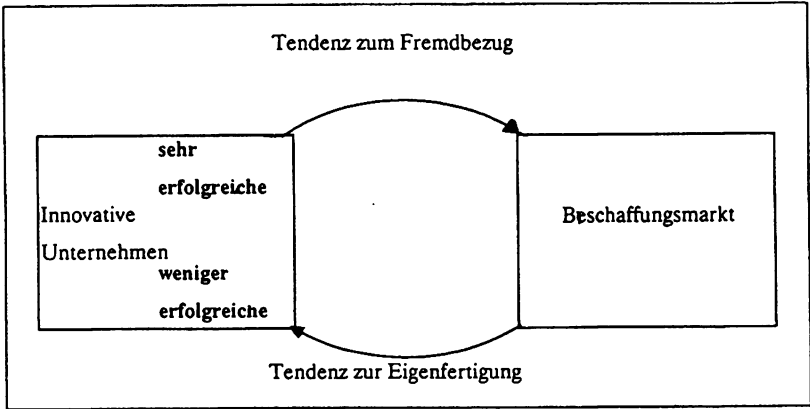 Tendenz zum Fremdbezug
sehr
erfolgreiche
Innovative
Unternehmen
weniger
erfolgreiche
Beschaffungsmarkt
Tendenz zur Eigenfertigung